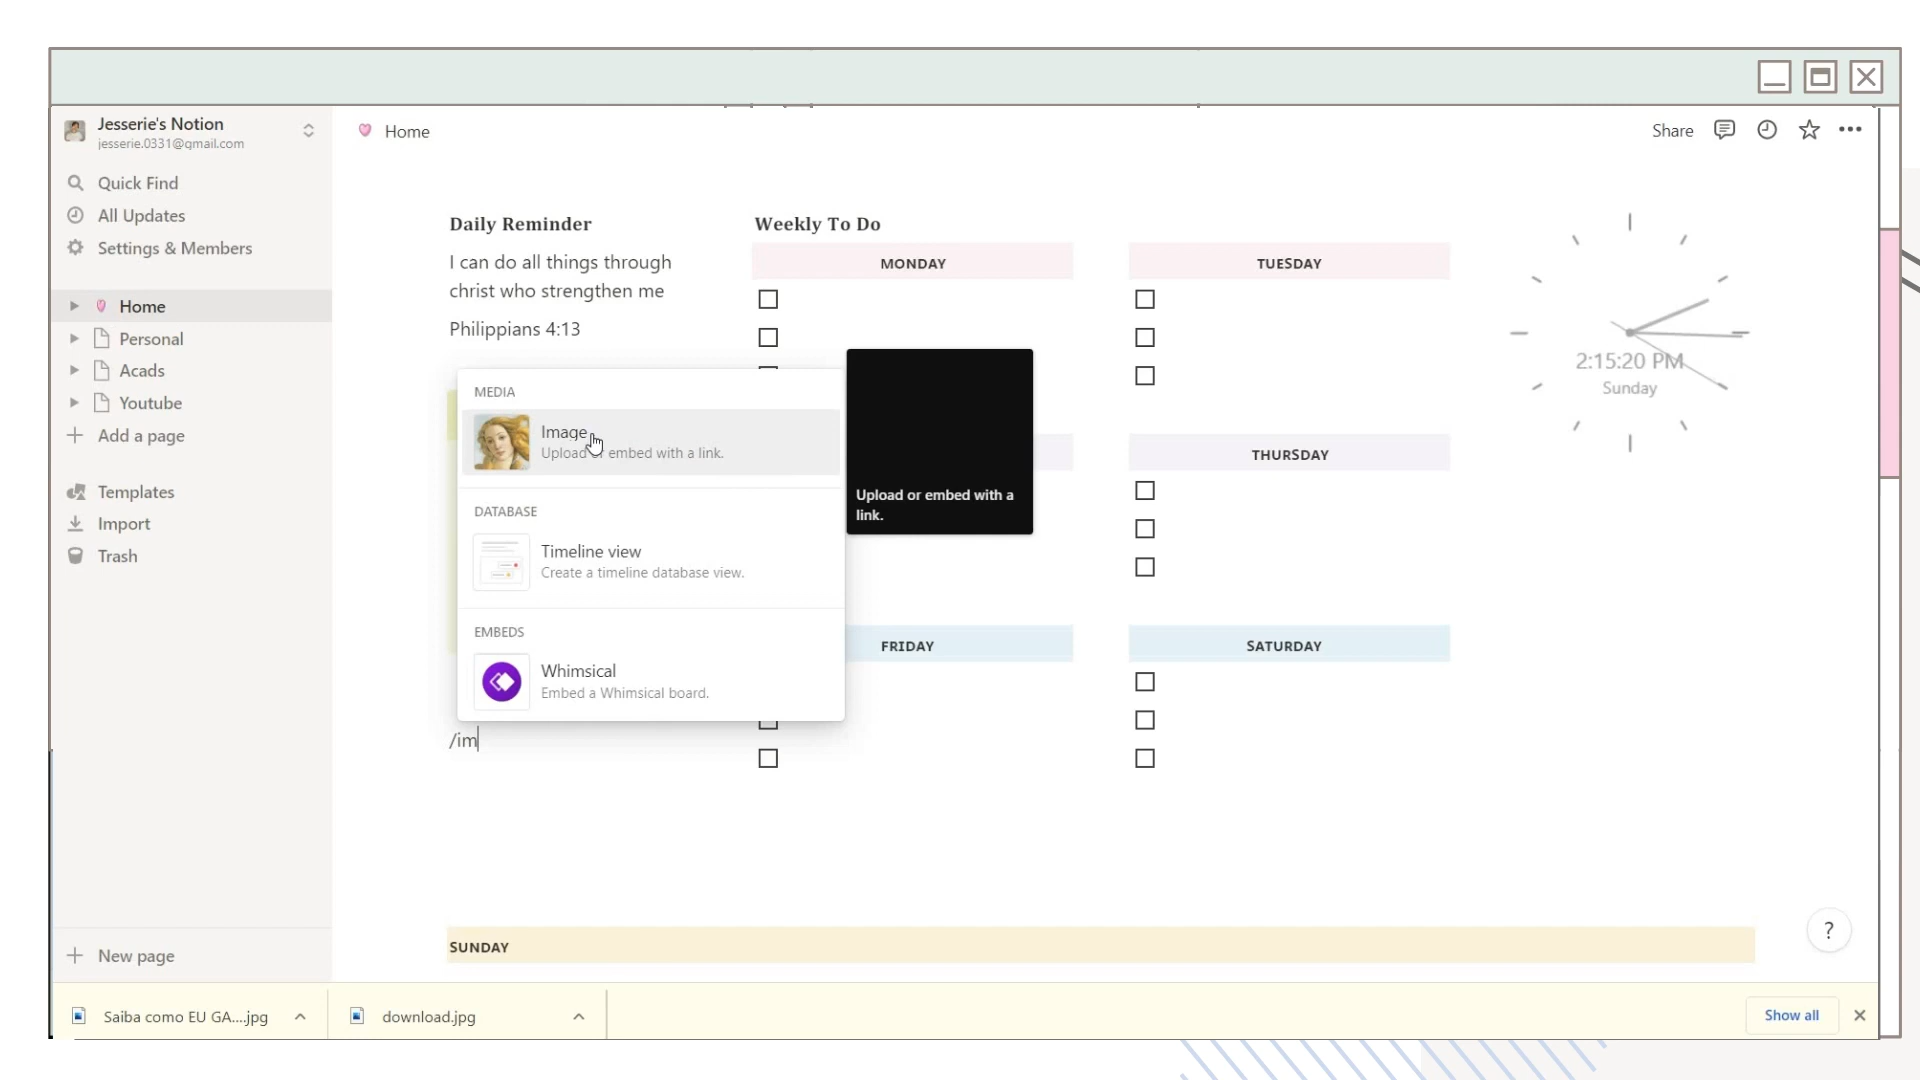 Jesserie's Notion
jesserie.0331@gmail.com
Quick Find
All Updates
Settings & Members
Home
Personal
Acads
Youtube
Add a page
Templates
Import
Trash
New page
Home
Share
Daily Reminder
I can do all things through
christ who strengthen me
Philippians 4:13
MEDIA
Image
Upload or embed with a link.
DATABASE
Timeline view
Create a timeline database view.
EMBEDS
Whimsical
Embed a Whimsical board.
/im
Upload or embed with a
link.
Weekly To Do
MONDAY
TUESDAY
THURSDAY
FRIDAY
SATURDAY
2:15:20 PM
Sunday
SUNDAY
?
Saiba como EU GA....jpg
download.jpg
Show all